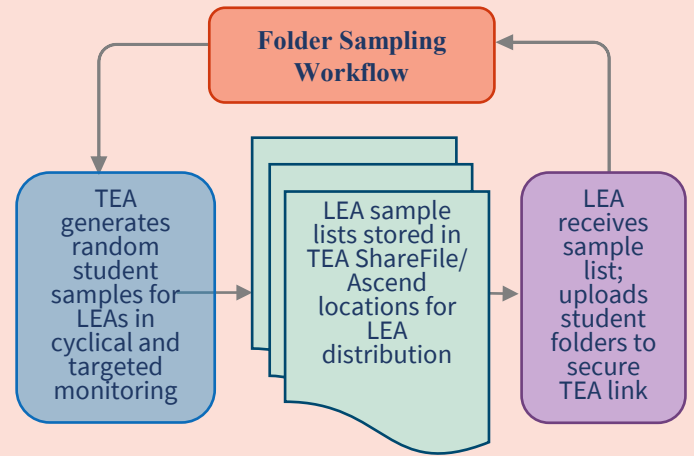 Folder Sampling
Workflow
TEA
generates
random
student
samples for
LEAs in
cyclical and
targeted
monitoring
LEA sample
lists stored in
TEA ShareFile/
Ascend
locations for
LEA
distribution
LEA
receives
sample
list;
uploads
student
folders to
secure
TEA link